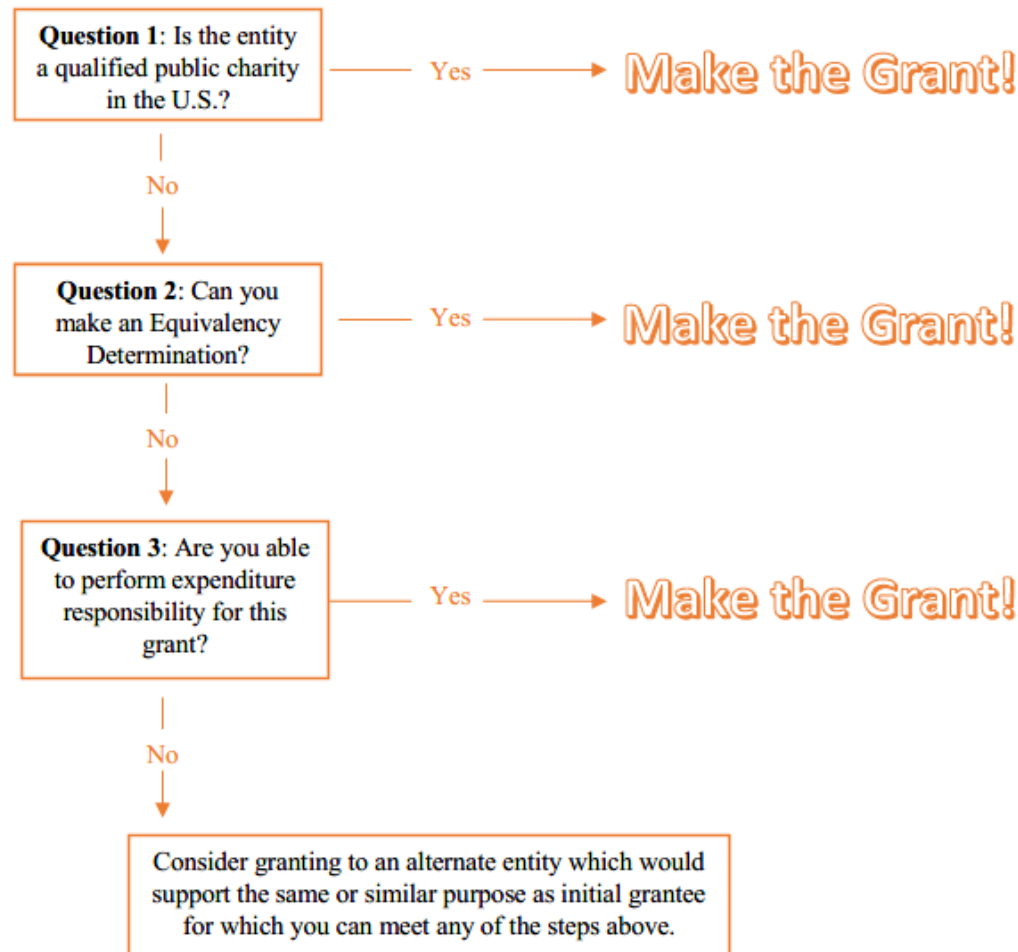 Question 1: Is the entity
a qualified public charity
in the U.S.?
Yes
Make the Grant!
No
Question 2: Can you
make an Equivalency
Determination?
Yes
Make the Grant!
No
Question 3: Are you able
to perform expenditure
responsibility for this
grant?
Yes
Make the Grant!
No
Consider granting to an alternate entity which would
support the same or similar purpose as initial grantee
for which you can meet any of the steps above.